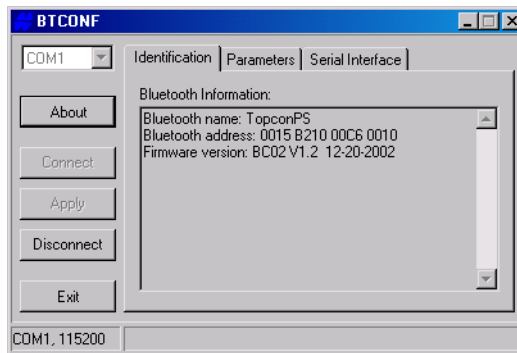 BTCONF
COM1
Identification
Parameters
Serial Interface
About
Connect
Apply
Disconnect
Exit
Bluetooth Information:
Bluetooth name: TopconPS
Bluetooth address: 0015 B210 00C6 0010
Firmware version: BC02 V1.2 12-20-2002
COM1, 115200